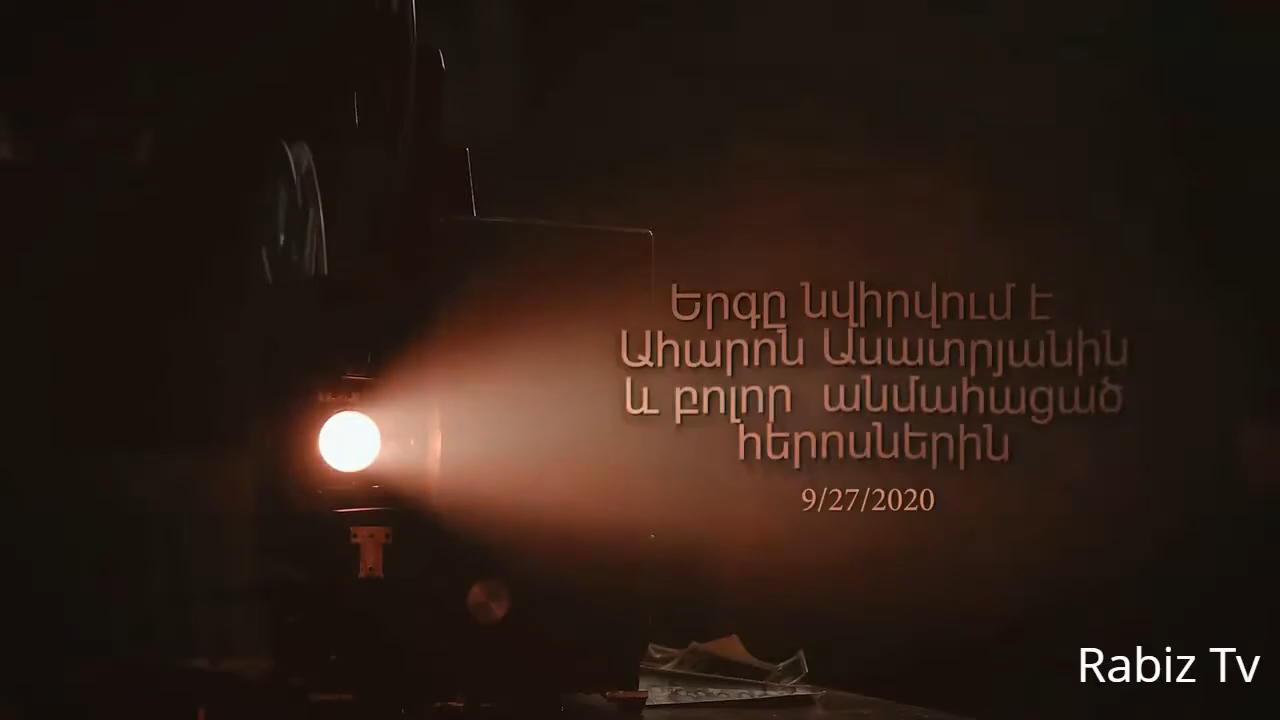 Երգը նվիրվում է
Ահարոն Ասատրյանին
և բոլոր անմահացած
հերոսներին
9/27/2020
Rabiz Tv